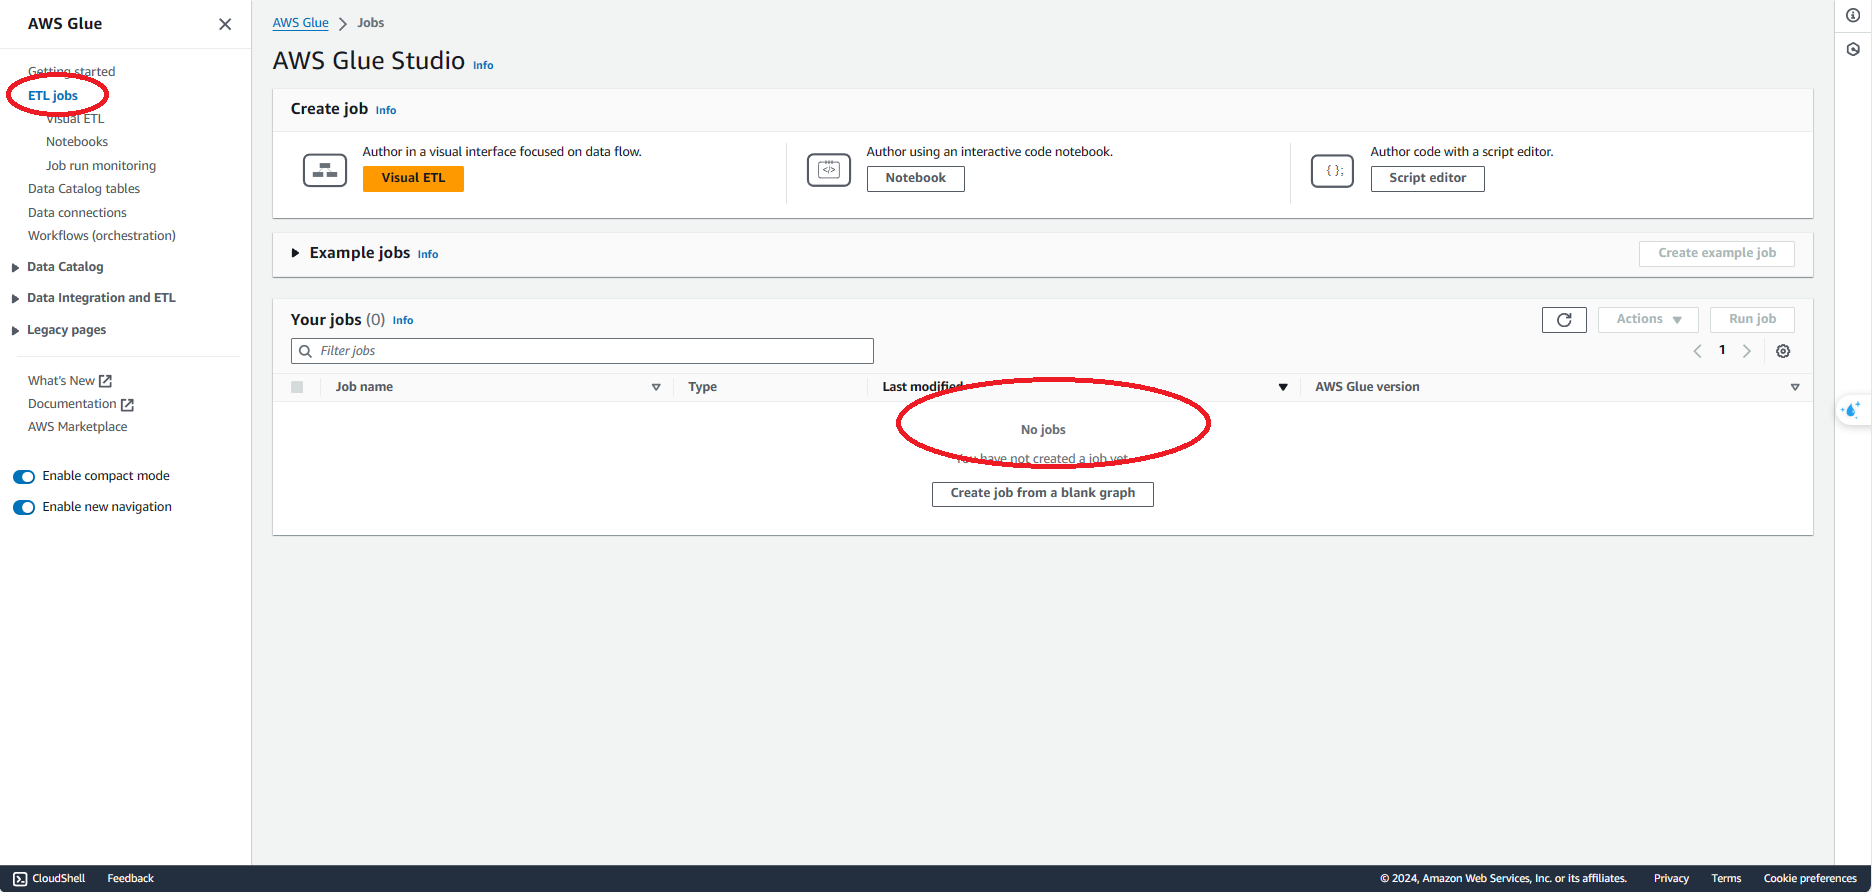 AWS Glue
Getting started
ETL jobs
Visual ETL
Notebooks
Job run monitoring
Data Catalog tables
Data connections
Workflows (orchestration)
Data Catalog
Data Integration and ETL
Legacy pages
What's New
Documentation
AWS Marketplace
Enable compact mode
Enable new navigation
AWS Glue > Jobs
AWS Glue Studio Info
Create job Info
Author in a visual interface focused on data flow.
Visual ETL
Author using an interactive code notebook.
Notebook
Author code with a script editor.
Script editor
Example jobs Info
Create example job
Your jobs (0) Info
Actions
Run job
Filter jobs
1
Job name Type Last modified AWS Glue version
No jobs
You have not created a job yet
Create job from a blank graph
CloudShell Feedback © 2024, Amazon Web Services, Inc. or its affiliates. Privacy Terms Cookie preferences